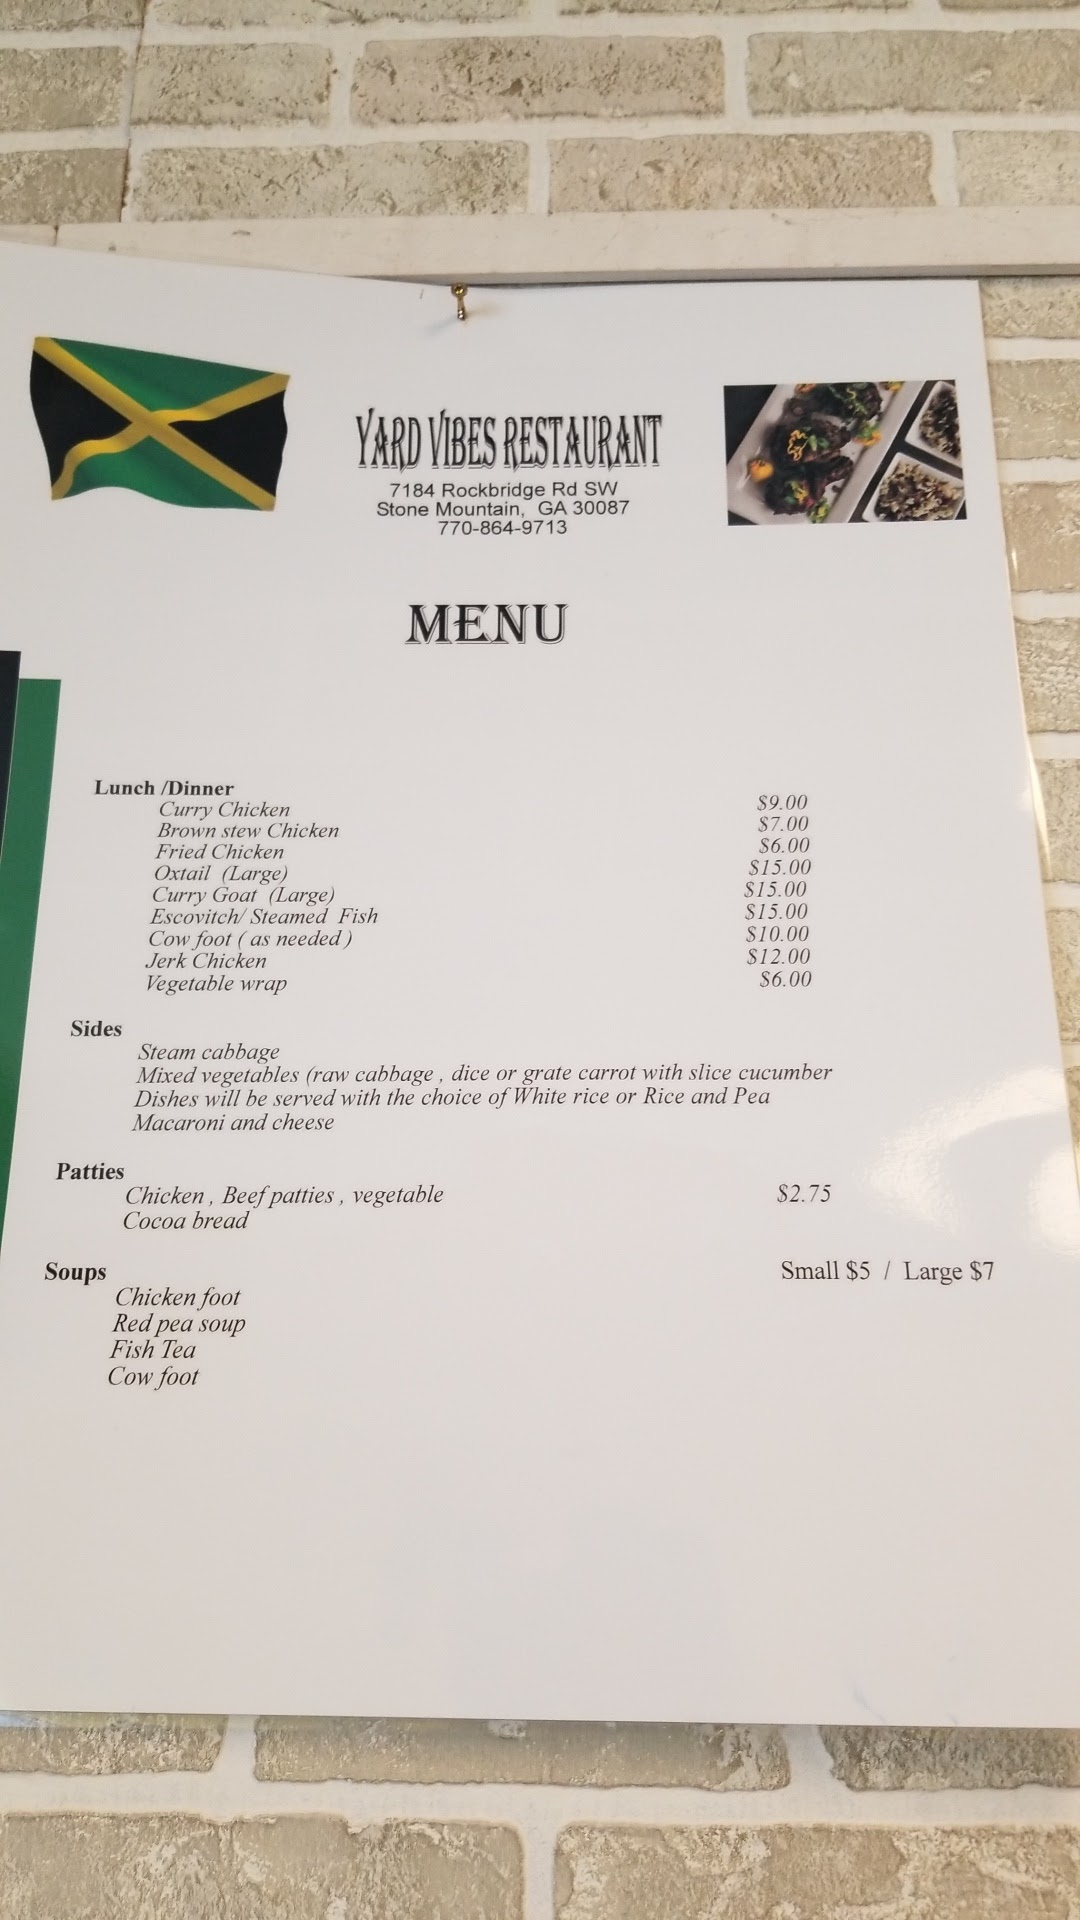 YARD VIBES RESTAURANT
7184 Rockbridge Rd SW
Stone Mountain, GA 30087
770-864-9713
MENU
Lunch /Dinner
Curry Chicken $9.00
Brown stew Chicken $7.00
Fried Chicken $6.00
Oxtail (Large) $15.00
Curry Goat (Large) $15.00
Escovitch/ Steamed Fish $15.00
Cow foot ( as needed ) $10.00
Jerk Chicken $12.00
Vegetable wrap $6.00
Sides
Steam cabbage
Mixed vegetables (raw cabbage , dice or grate carrot with slice cucumber
Dishes will be served with the choice of White rice or Rice and Pea
Macaroni and cheese
Patties
Chicken , Beef patties , vegetable $2.75
Cocoa bread
Soups Small $5 / Large $7
Chicken foot
Red pea soup
Fish Tea
Cow foot